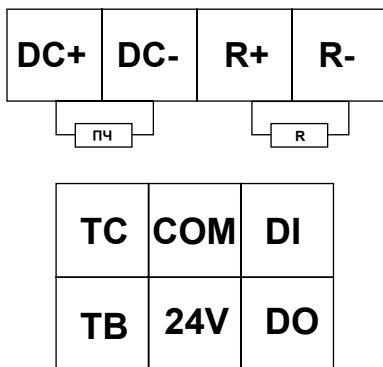 DC+ DC- R+ R-
ПЧ R
TC COM DI
TB 24V DO